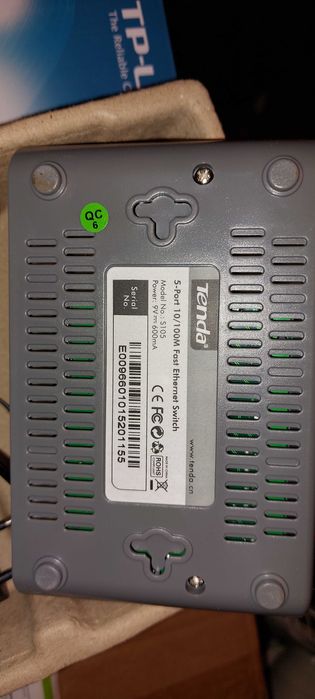 TP-L
The Reliable C
QC
6
Tenda
www.tenda.cn
5-Port 10/100M Fast Ethernet Switch
Model No.: S105
Power: 9V 600mA
CE FC
RoHS
Serial No
E0096601015201155